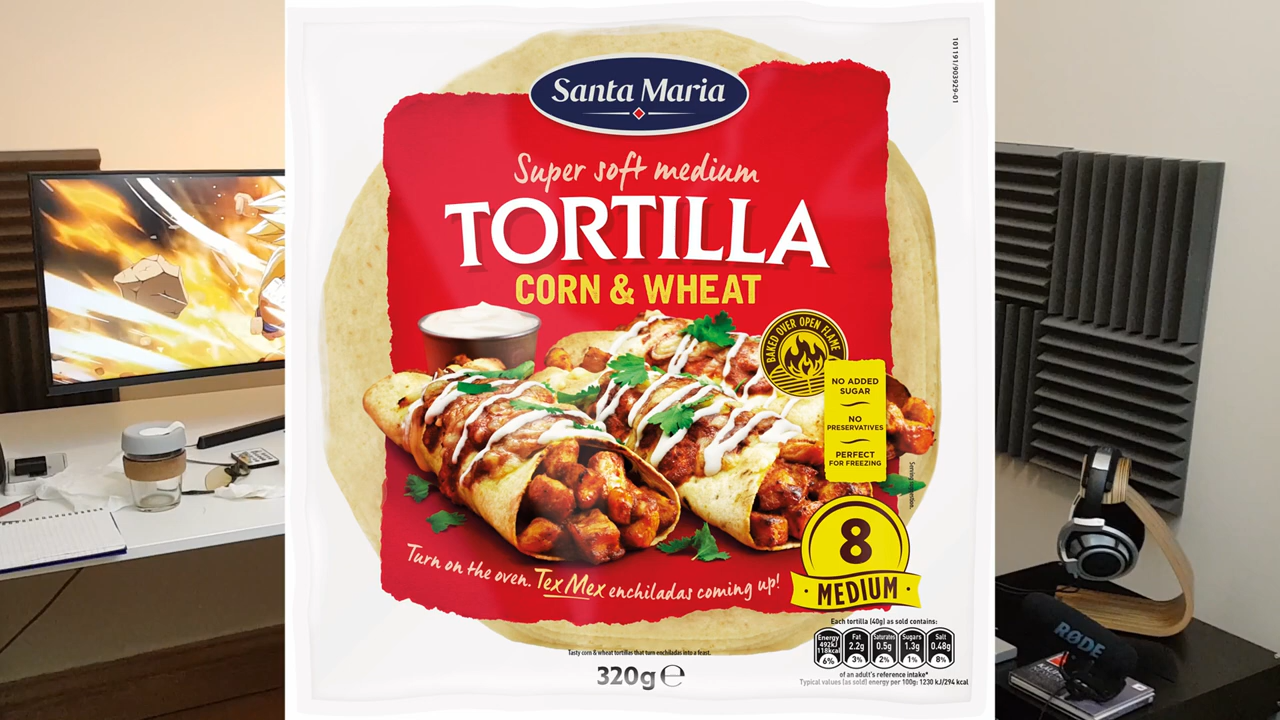 Santa Maria
101191/903929-01
Super soft medium
TORTILLA
CORN & WHEAT
BAKED OVER OPEN FLAME
NO ADDED
SUGAR
NO
PRESERVATIVES
PERFECT
FOR FREEZING
8
MEDIUM
Turn on the oven. Tex Mex enchiladas coming up!
Each tortilla (40g) as sold contains:
Energy Fat Saturates Sugars Salt
492kJ 2.2g 0.5g 1.3g 0.48g
118kcal
6% 3% 2% 1% 8%
of an adult's reference intake*
Typical values (as sold) energy per 100g: 1230 kJ/294 kcal
Tasty corn & wheat tortillas that turn enchiladas into a feast.
320g e
RØDE